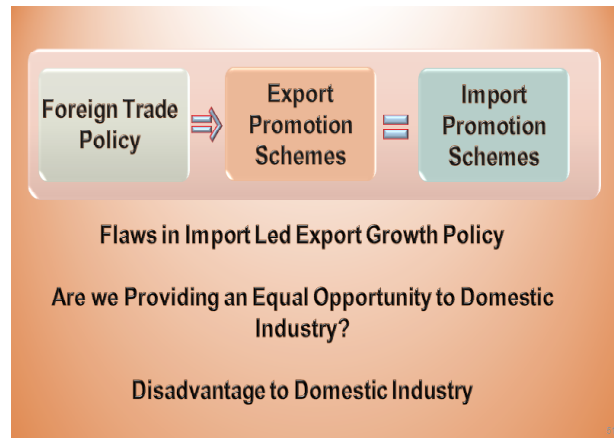 Foreign Trade
Policy
Export
Promotion
Schemes
Import
Promotion
Schemes
Flaws in Import Led Export Growth Policy
Are we Providing an Equal Opportunity to Domestic
Industry?
Disadvantage to Domestic Industry